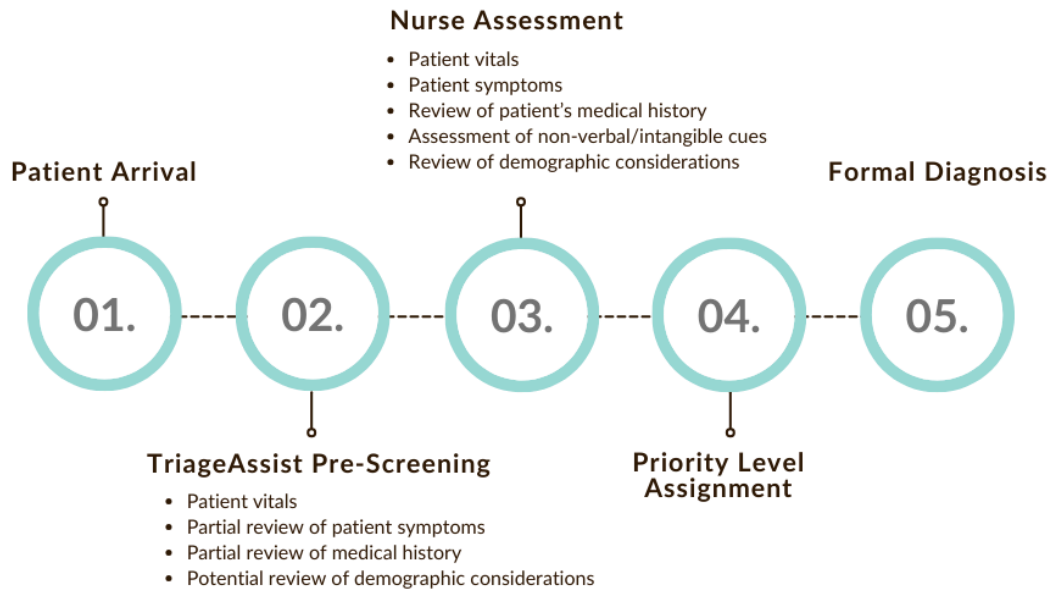 Nurse Assessment
• Patient vitals
• Patient symptoms
• Review of patient's medical history
• Assessment of non-verbal/intangible cues
• Review of demographic considerations
Patient Arrival
Formal Diagnosis
01.
02.
03.
04.
05.
TriageAssist Pre-Screening
• Patient vitals
• Partial review of patient symptoms
• Partial review of medical history
• Potential review of demographic considerations
Priority Level
Assignment